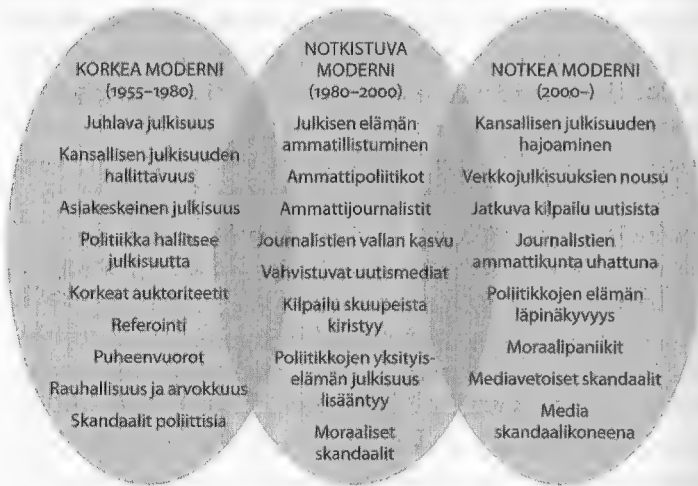 KORKEA MODERNI
(1955–1980)
Juhlava julkisuus
Kansallisen julkisuuden
hallittavuus
Asiakeskeinen julkisuus
Politiikka hallitsee
julkisuutta
Korkeat auktoriteetit
Referointi
Puheenvuorot
Rauhallisuus ja arvokkuus
Skandaalit poliittisia
NOTKISTUVA
MODERNI
(1980–2000)
Julkisen elämän
ammatillistuminen
Ammattipoliitikot
Ammattijournalistit
Journalistien vallan kasvu
Vahvistuvat uutismediat
Kilpailu skuupeista
kiristyy
Poliitikkojen yksityis-
elämän julkisuus
lisääntyy
Moraaliset
skandaalit
NOTKEA MODERNI
(2000–)
Kansallisen julkisuuden
hajoaminen
Verkkojulkisuuksien nousu
Jatkuva kilpailu uutisista
Journalistien
ammattikunta uhattuna
Poliitikkojen elämän
läpinäkyvyys
Moraalipaniikit
Mediavetoiset skandaalit
Media
skandaalikoneena